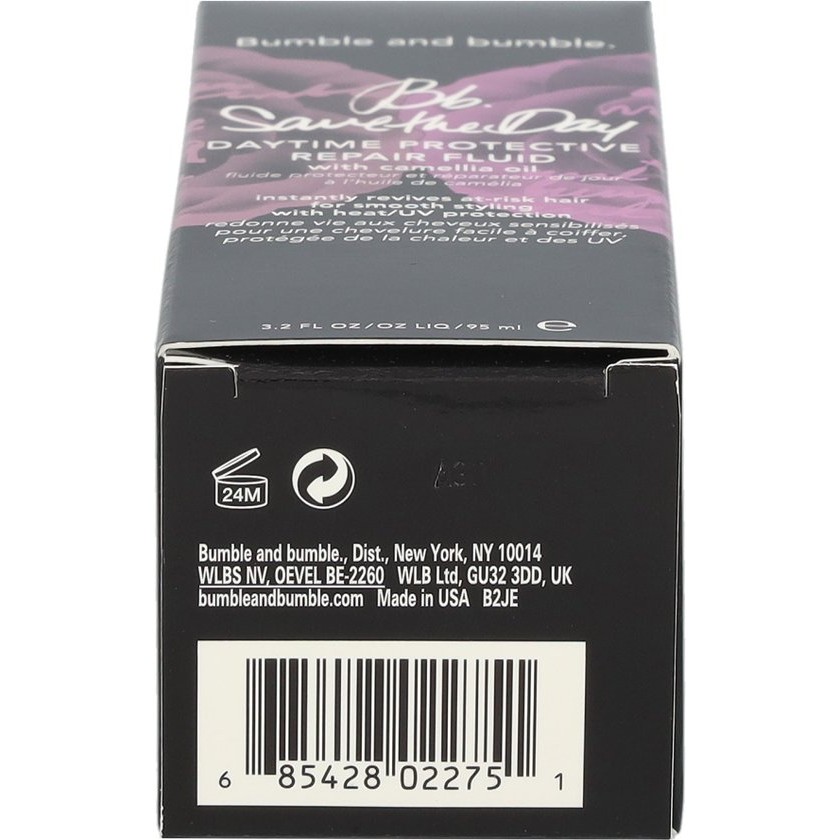 Bumble and bumble.
Bb.
Save the Day
DAYTIME PROTECTIVE
REPAIR FLUID
with camellia oil
fluide protecteur et réparateur de jour
à l'huile de camélia
instantly revives at-risk hair
for smooth styling
with heat/UV protection
redonne vie aux cheveux sensibilisés
pour une chevelure facile à coiffer,
protégée de la chaleur et des UV
3.2 FL OZ/OZ LIQ/95 ml ℮
24M
Bumble and bumble., Dist., New York, NY 10014
WLBS NV, OEVEL BE-2260 WLB Ltd, GU32 3DD, UK
bumbleandbumble.com Made in USA B2JE
6 85428 02275 1